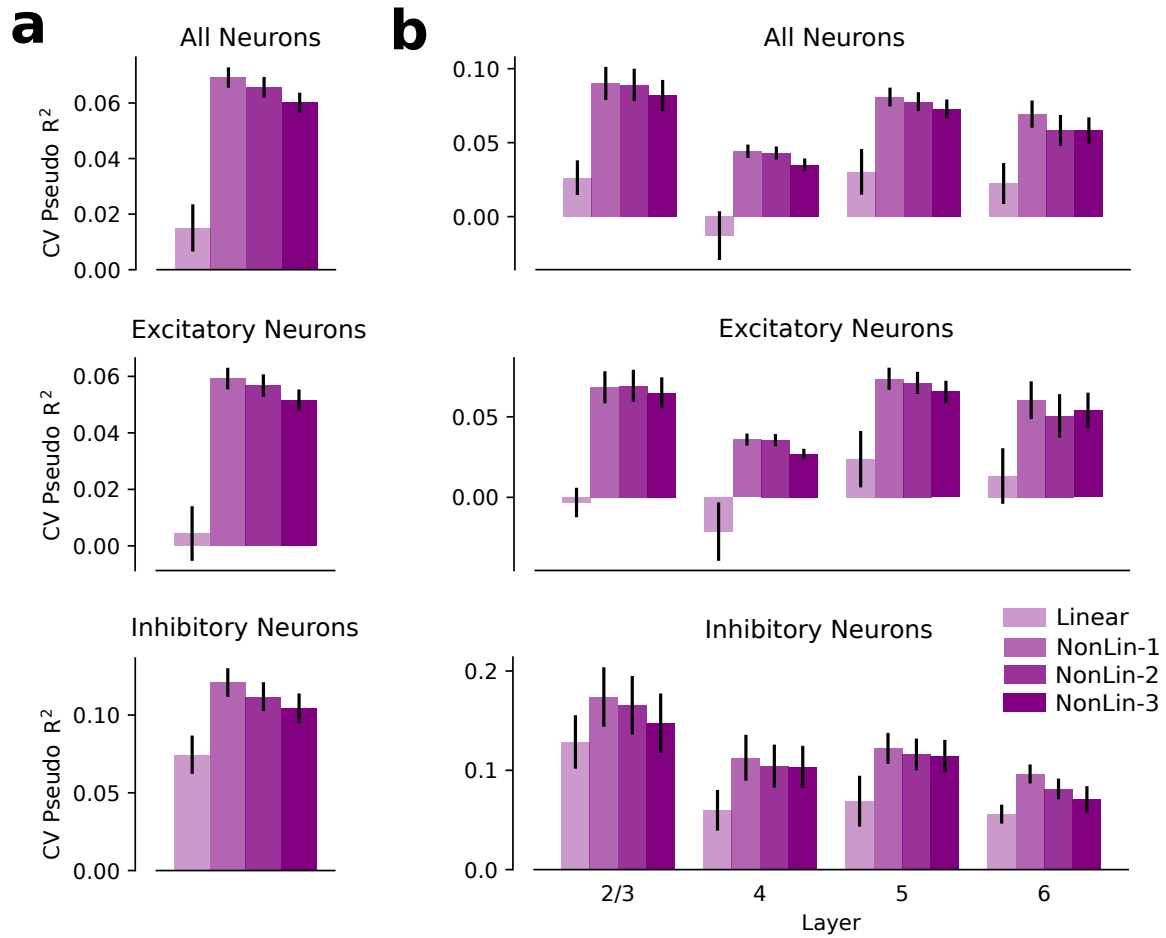 a
All Neurons
CV Pseudo R²
0.06
0.04
0.02
0.00
Excitatory Neurons
CV Pseudo R²
0.06
0.04
0.02
0.00
Inhibitory Neurons
CV Pseudo R²
0.10
0.05
0.00
b
All Neurons
0.10
0.05
0.00
Excitatory Neurons
0.05
0.00
Inhibitory Neurons
0.2
0.1
0.0
2/3 4 5 6
Layer
Linear
NonLin-1
NonLin-2
NonLin-3